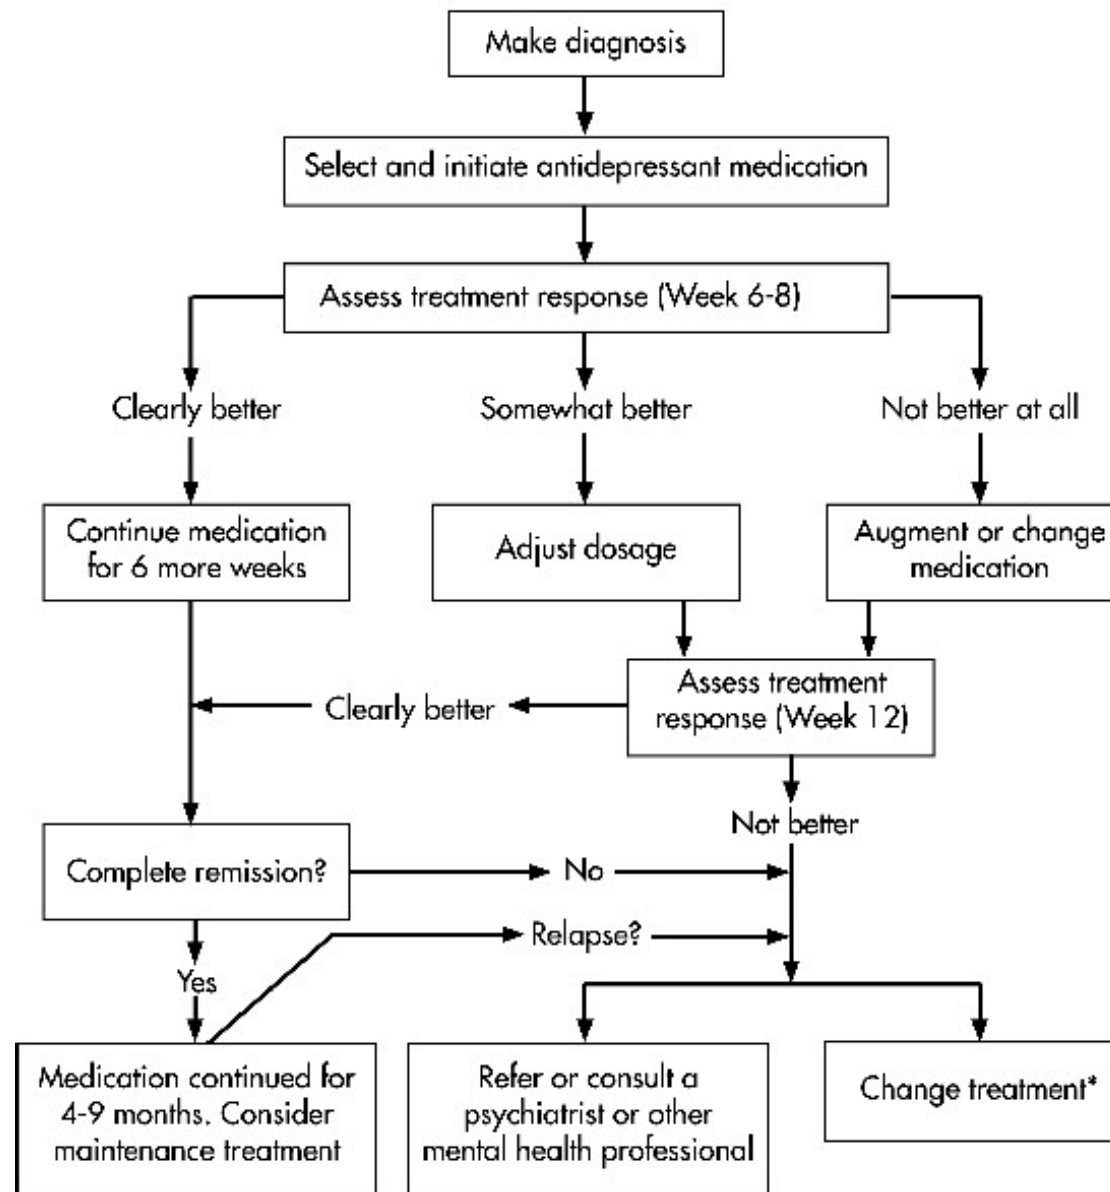 Make diagnosis
Select and initiate antidepressant medication
Assess treatment response (Week 6-8)
Clearly better
Somewhat better
Not better at all
Continue medication
for 6 more weeks
Adjust dosage
Augment or change
medication
Assess treatment
response (Week 12)
Clearly better
Not better
Complete remission?
No
Relapse?
Yes
Medication continued for
4-9 months. Consider
maintenance treatment
Refer or consult a
psychiatrist or other
mental health professional
Change treatment*